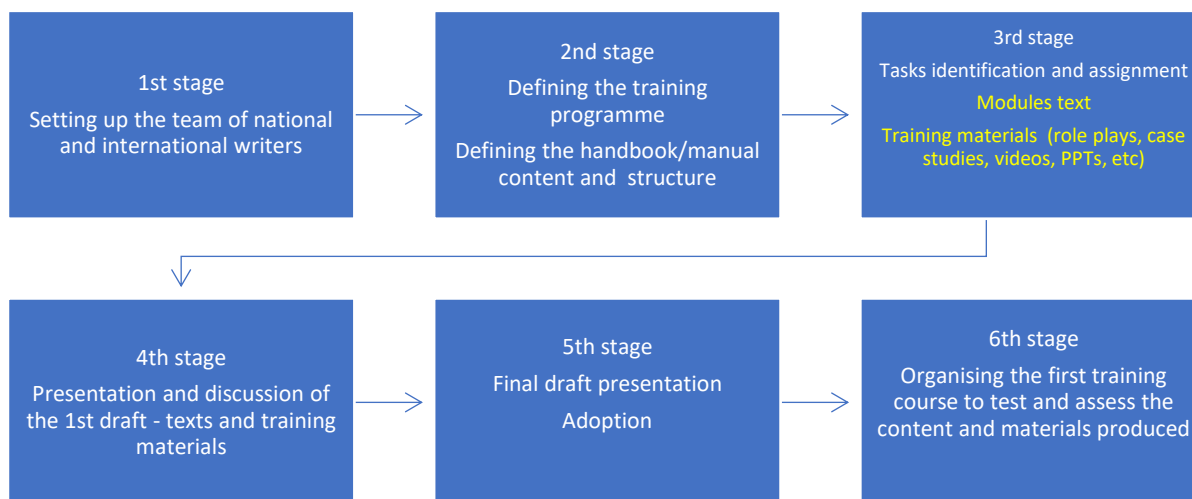 1st stage
Setting up the team of national
and international writers
2nd stage
Defining the training
programme
Defining the handbook/manual
content and structure
3rd stage
Tasks identification and assignment
Modules text
Training materials (role plays, case
studies, videos, PPTs, etc)
4th stage
Presentation and discussion of
the 1st draft - texts and training
materials
5th stage
Final draft presentation
Adoption
6th stage
Organising the first training
course to test and assess the
content and materials produced